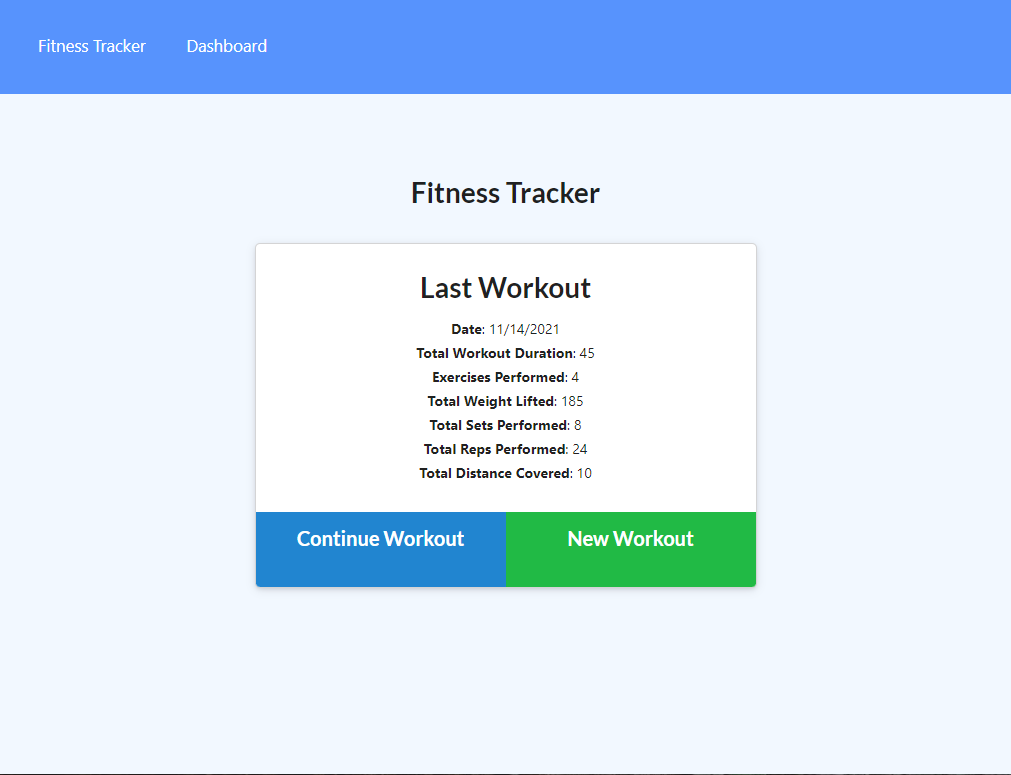 Fitness Tracker Dashboard
Fitness Tracker
Last Workout
Date: 11/14/2021
Total Workout Duration: 45
Exercises Performed: 4
Total Weight Lifted: 185
Total Sets Performed: 8
Total Reps Performed: 24
Total Distance Covered: 10
Continue Workout New Workout